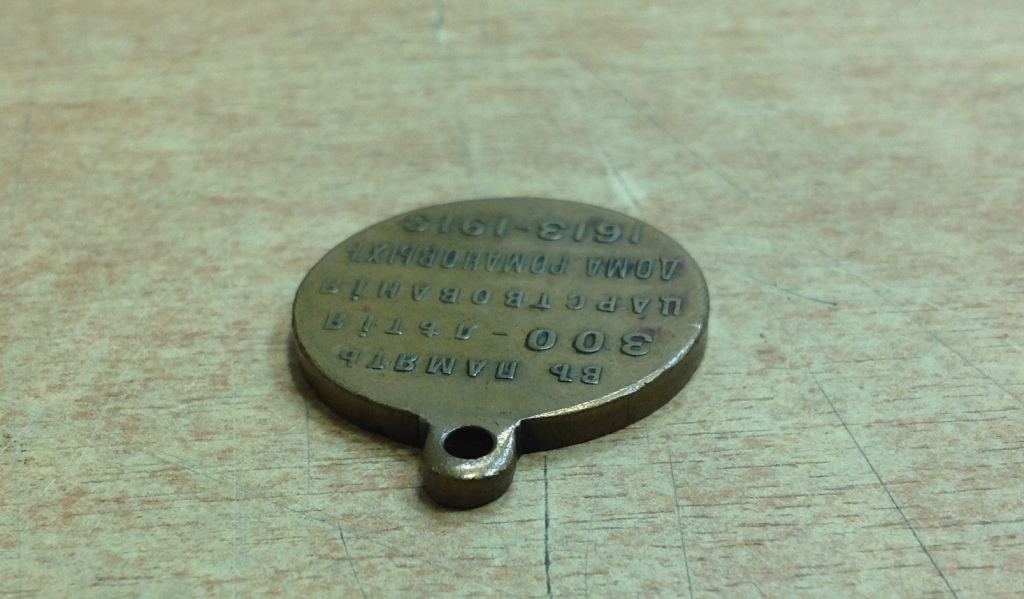 ВЪ ПАМЯТЬ
300-ЛѢТІЯ
ЦАРСТВОВАНІЯ
ДОМА РОМАНОВЫХЪ
1613-1913